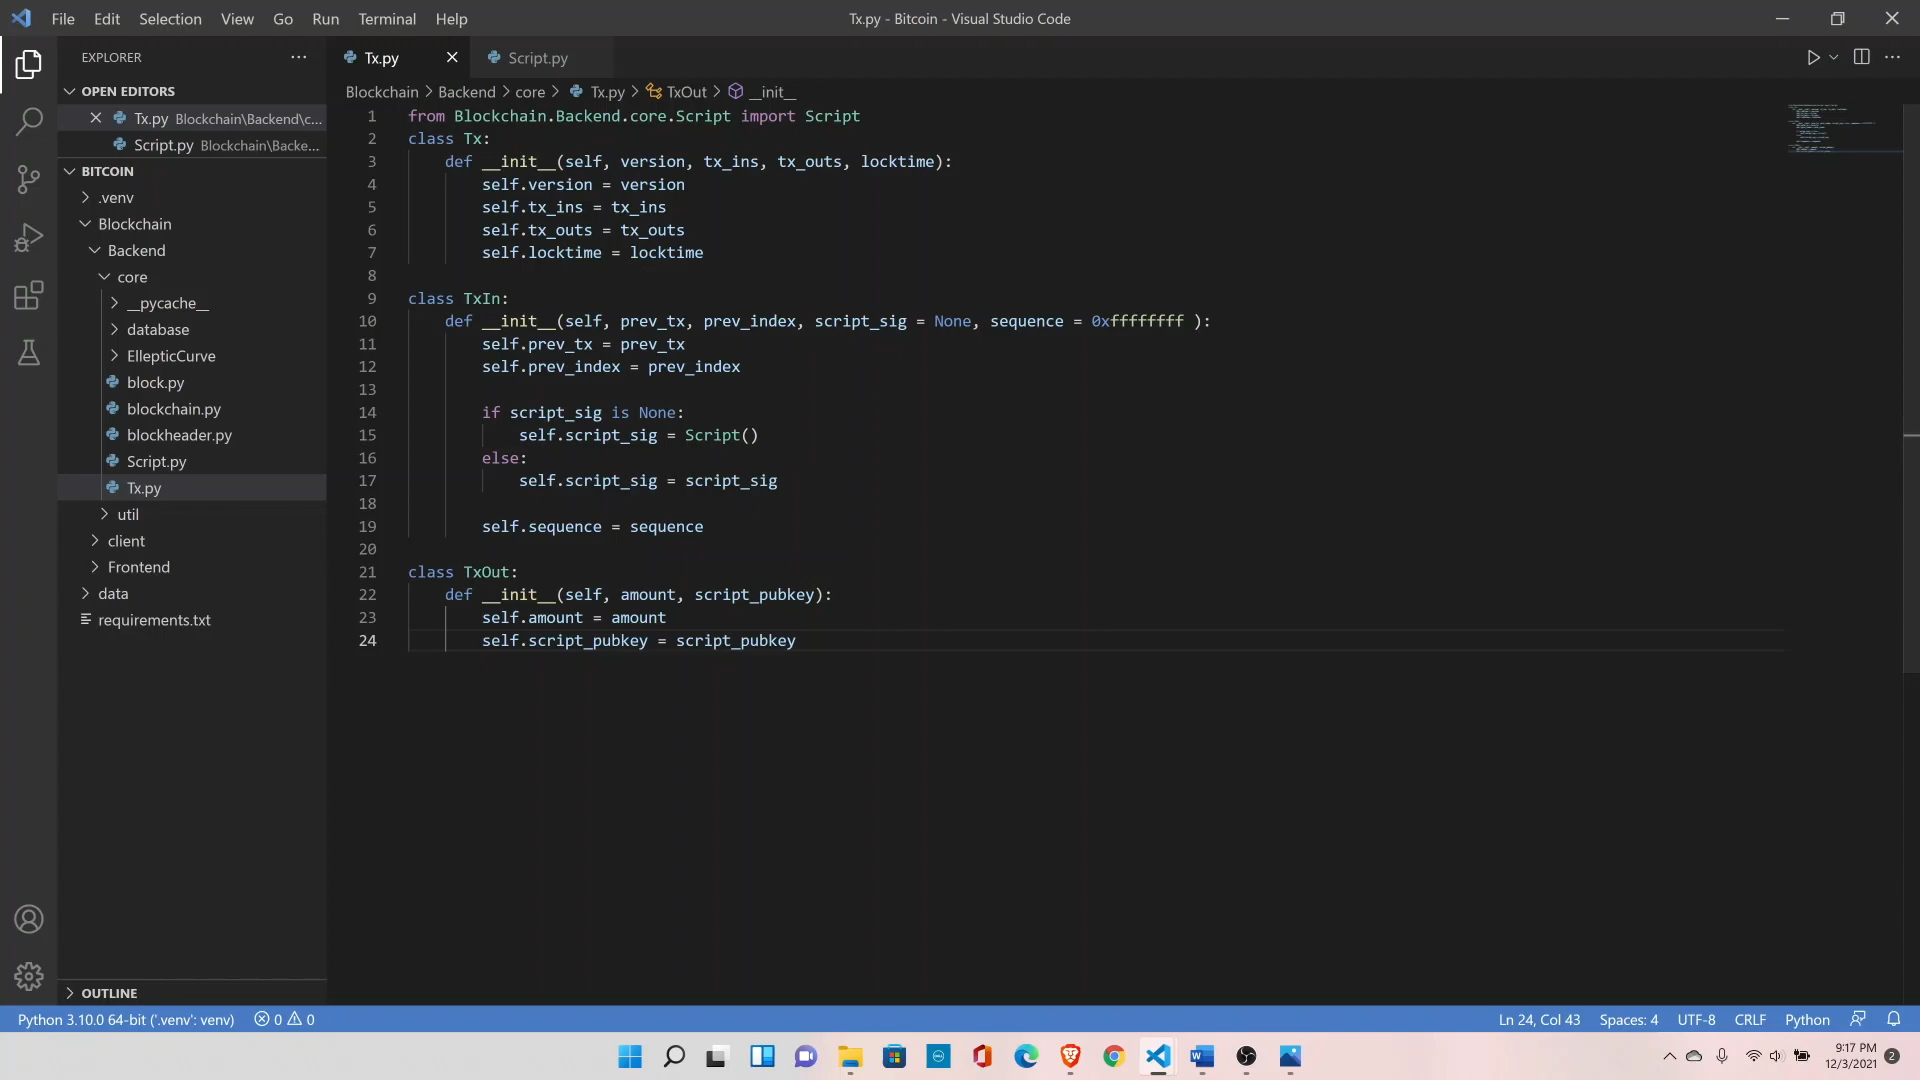 File Edit Selection View Go Run Terminal Help
Tx.py - Bitcoin - Visual Studio Code
EXPLORER
OPEN EDITORS
Tx.py Blockchain\Backend\c...
Script.py Blockchain\Backe...
BITCOIN
.venv
Blockchain
Backend
core
__pycache__
database
EllepticCurve
block.py
blockchain.py
blockheader.py
Script.py
Tx.py
util
client
Frontend
data
requirements.txt
OUTLINE
Tx.py
Script.py
Blockchain > Backend > core > Tx.py > TxOut > __init__
1 from Blockchain.Backend.core.Script import Script
2 class Tx:
3 def __init__(self, version, tx_ins, tx_outs, locktime):
4 self.version = version
5 self.tx_ins = tx_ins
6 self.tx_outs = tx_outs
7 self.locktime = locktime
8
9 class TxIn:
10 def __init__(self, prev_tx, prev_index, script_sig = None, sequence = 0xffffffff ):
11 self.prev_tx = prev_tx
12 self.prev_index = prev_index
13
14 if script_sig is None:
15 self.script_sig = Script()
16 else:
17 self.script_sig = script_sig
18
19 self.sequence = sequence
20
21 class TxOut:
22 def __init__(self, amount, script_pubkey):
23 self.amount = amount
24 self.script_pubkey = script_pubkey
Python 3.10.0 64-bit ('.venv': venv) 0 0
Ln 24, Col 43 Spaces: 4 UTF-8 CRLF Python
9:17 PM
12/3/2021
2